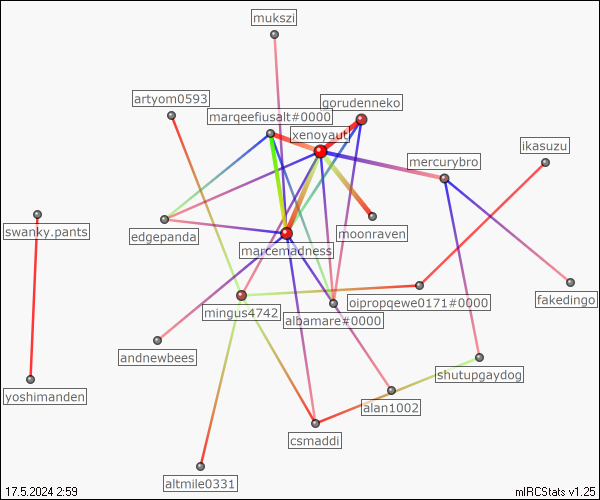 mukszi
artyom0593
gorudenneko
marqeefiusalt#0000
xenoyaut
ikasuzu
mercurybro
swanky.pants
edgepanda
moonraven
marcemadness
oipropqewe0171#0000
fakedingo
mingus4742
albamare#0000
andnewbees
shutupgaydog
yoshimanden
alan1002
csmaddi
altmile0331
17.5.2024 2:59
mIRCStats v1.25